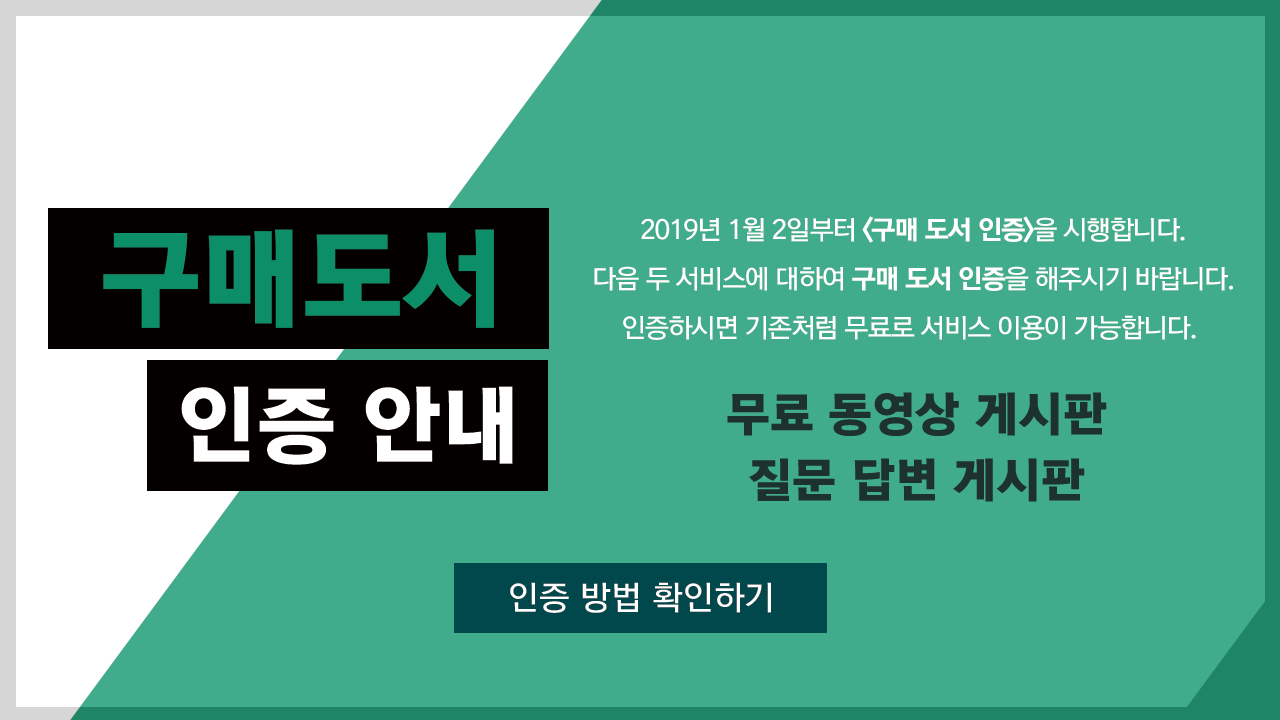 구매도서
인증 안내
2019년 1월 2일부터 <구매 도서 인증>을 시행합니다.
다음 두 서비스에 대하여 구매 도서 인증을 해주시기 바랍니다.
인증하시면 기존처럼 무료로 서비스 이용이 가능합니다.
무료 동영상 게시판
질문 답변 게시판
인증 방법 확인하기